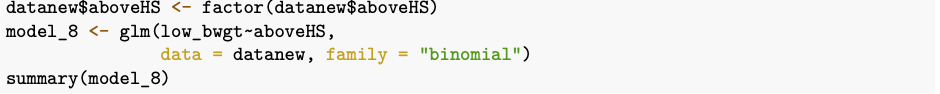 datanew$aboveHS <- factor(datanew$aboveHS)
model_8 <- glm(low_bwgt~aboveHS,
               data = datanew, family = "binomial")
summary(model_8)